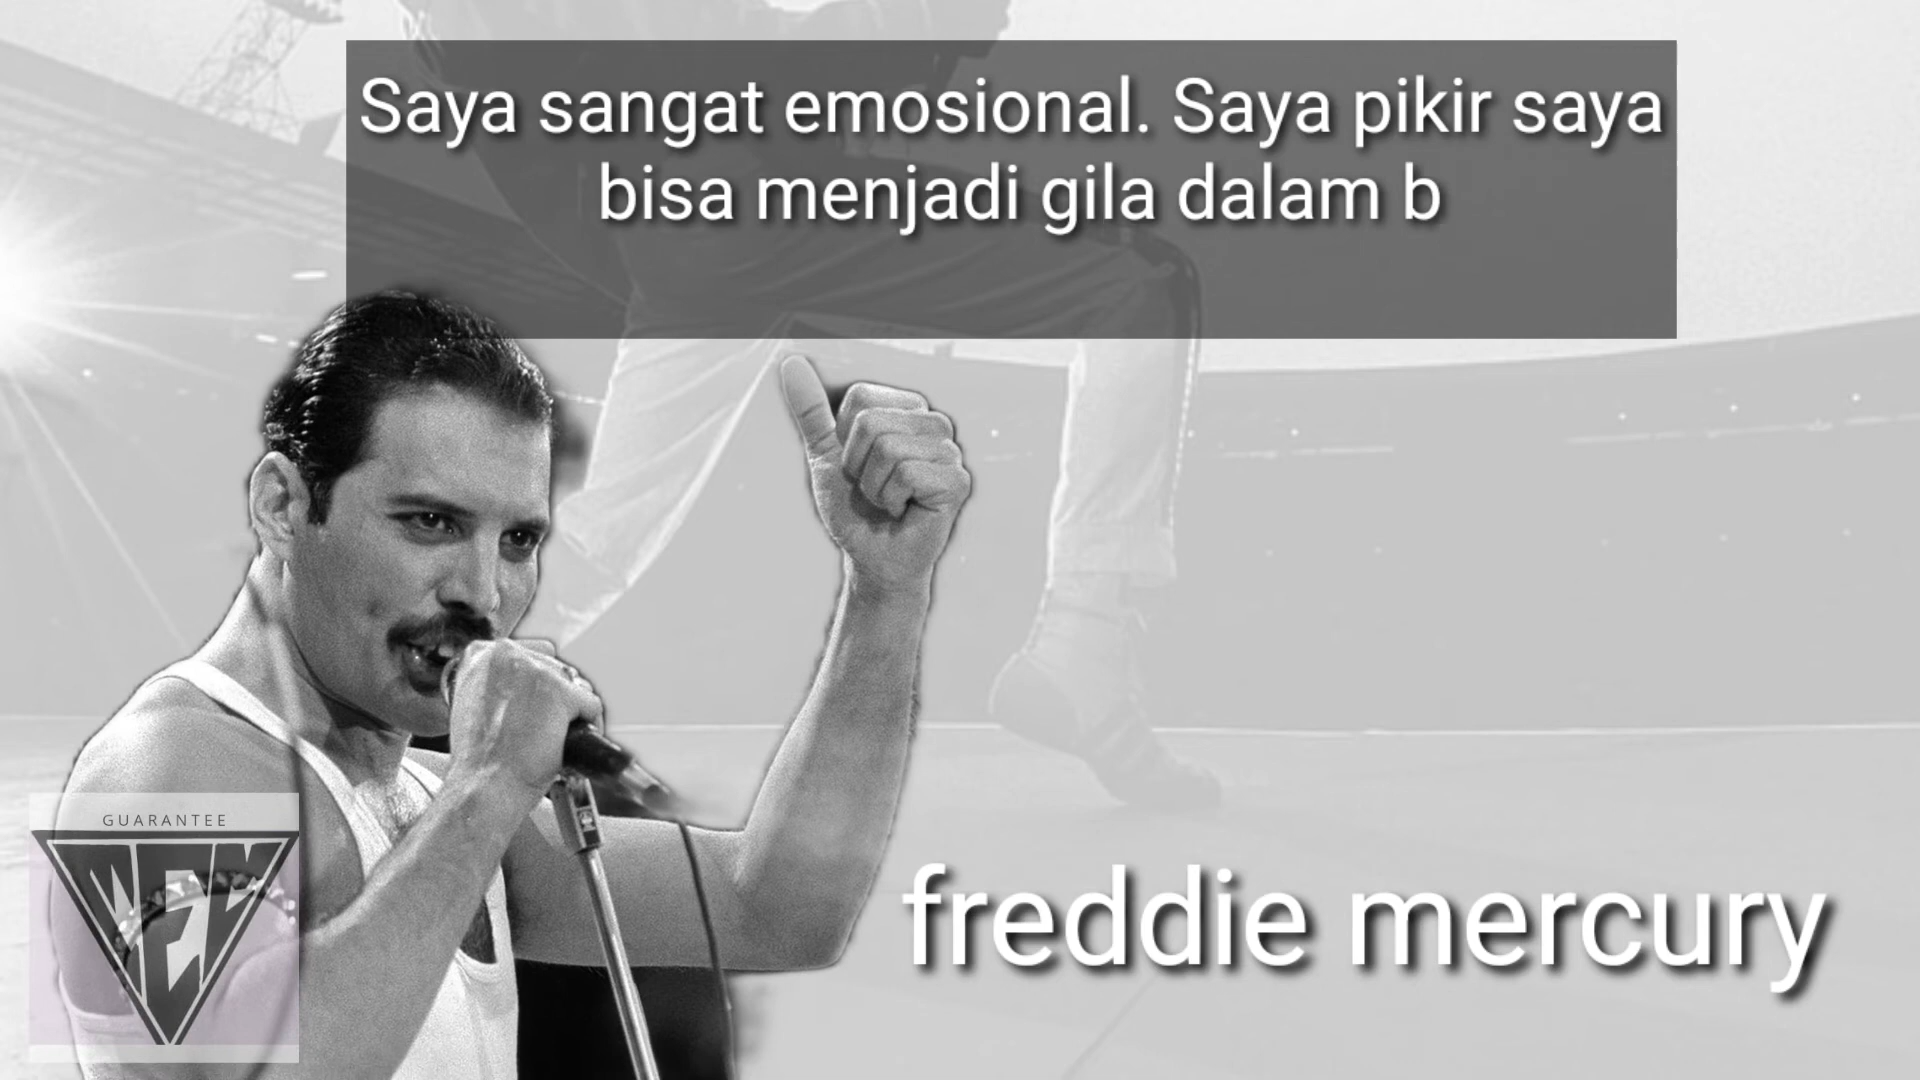 Saya sangat emosional. Saya pikir saya
bisa menjadi gila dalam b
freddie mercury
GUARANTEE